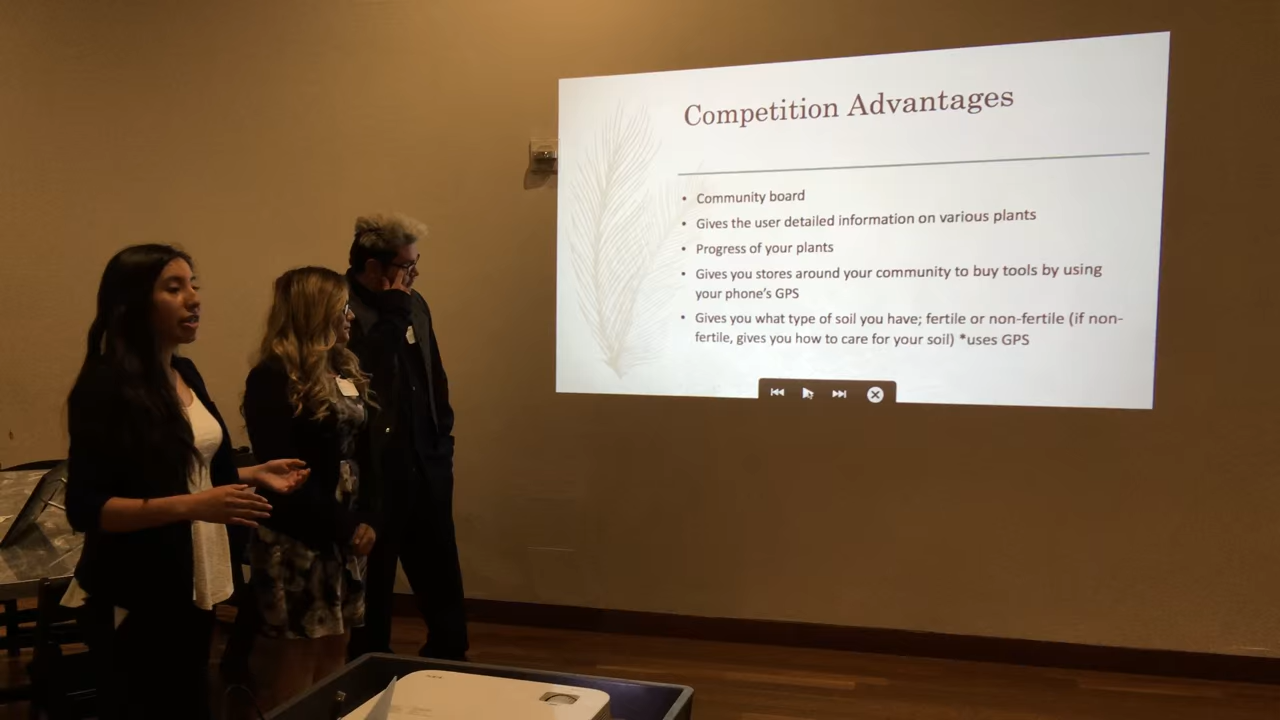 Competition Advantages
• Community board
• Gives the user detailed information on various plants
• Progress of your plants
• Gives you stores around your community to buy tools by using
your phone's GPS
• Gives you what type of soil you have; fertile or non-fertile (if non-
fertile, gives you how to care for your soil) *uses GPS